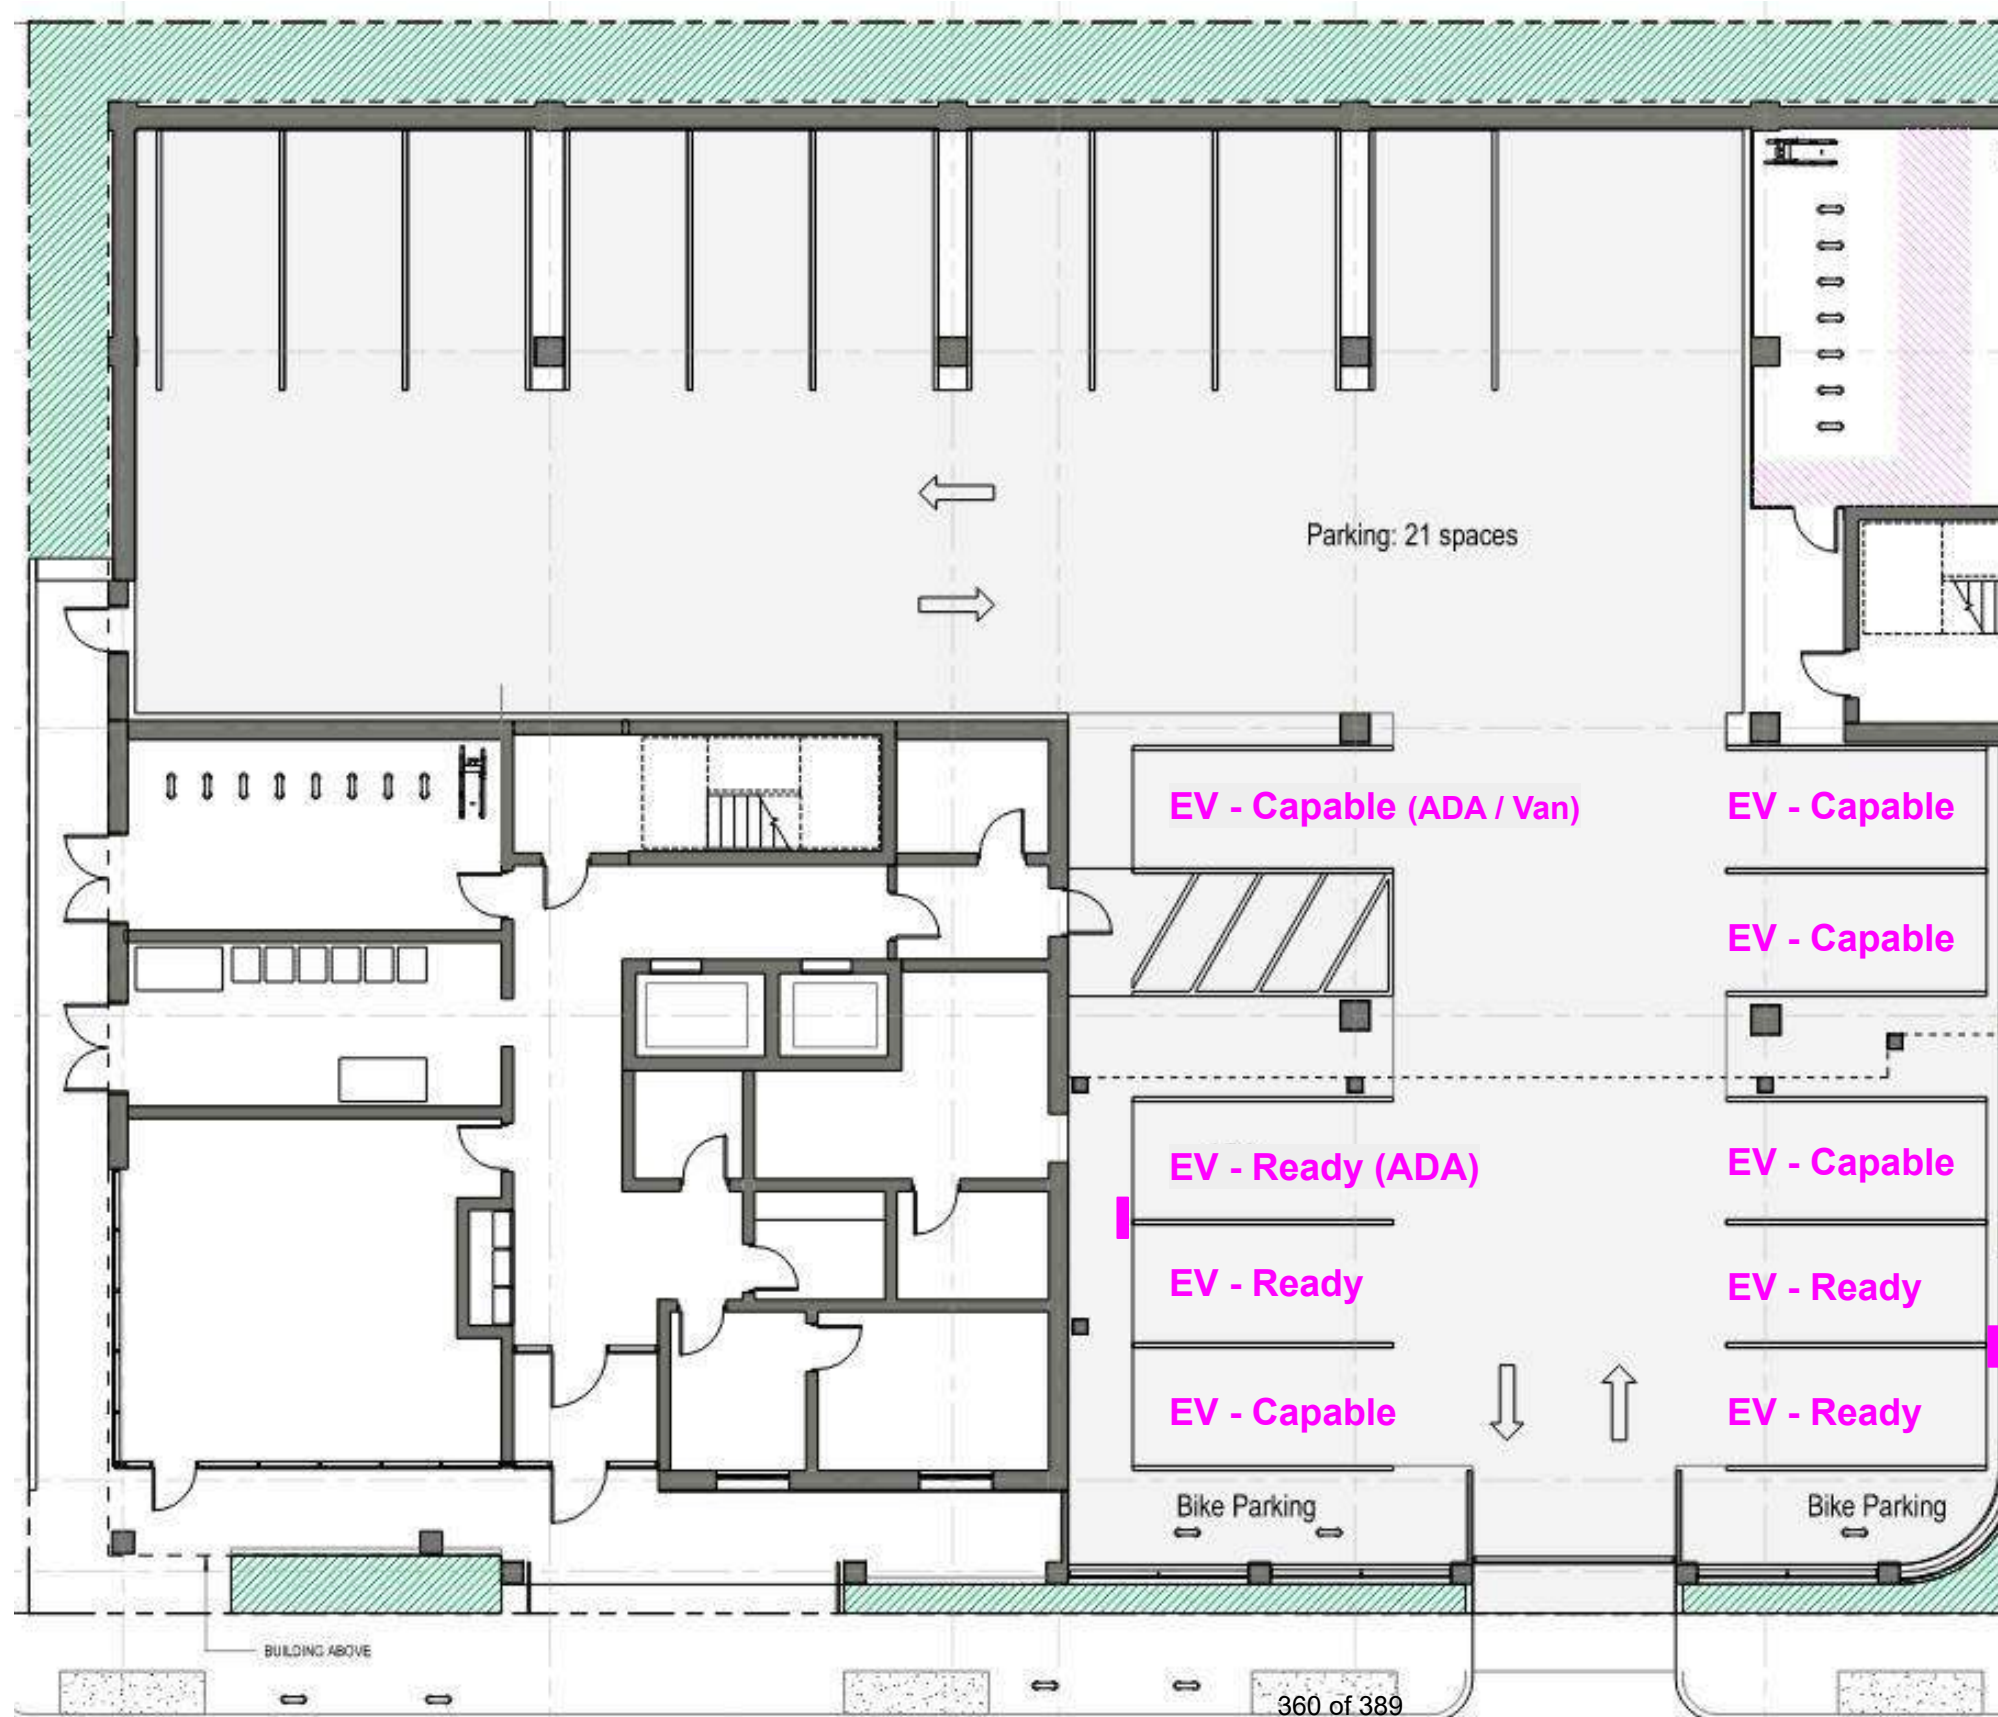 Parking: 21 spaces
EV - Capable (ADA / Van)
EV - Capable
EV - Capable
EV - Ready (ADA)
EV - Capable
EV - Ready
EV - Ready
EV - Capable
EV - Ready
Bike Parking
Bike Parking
BUILDING ABOVE
360 of 389